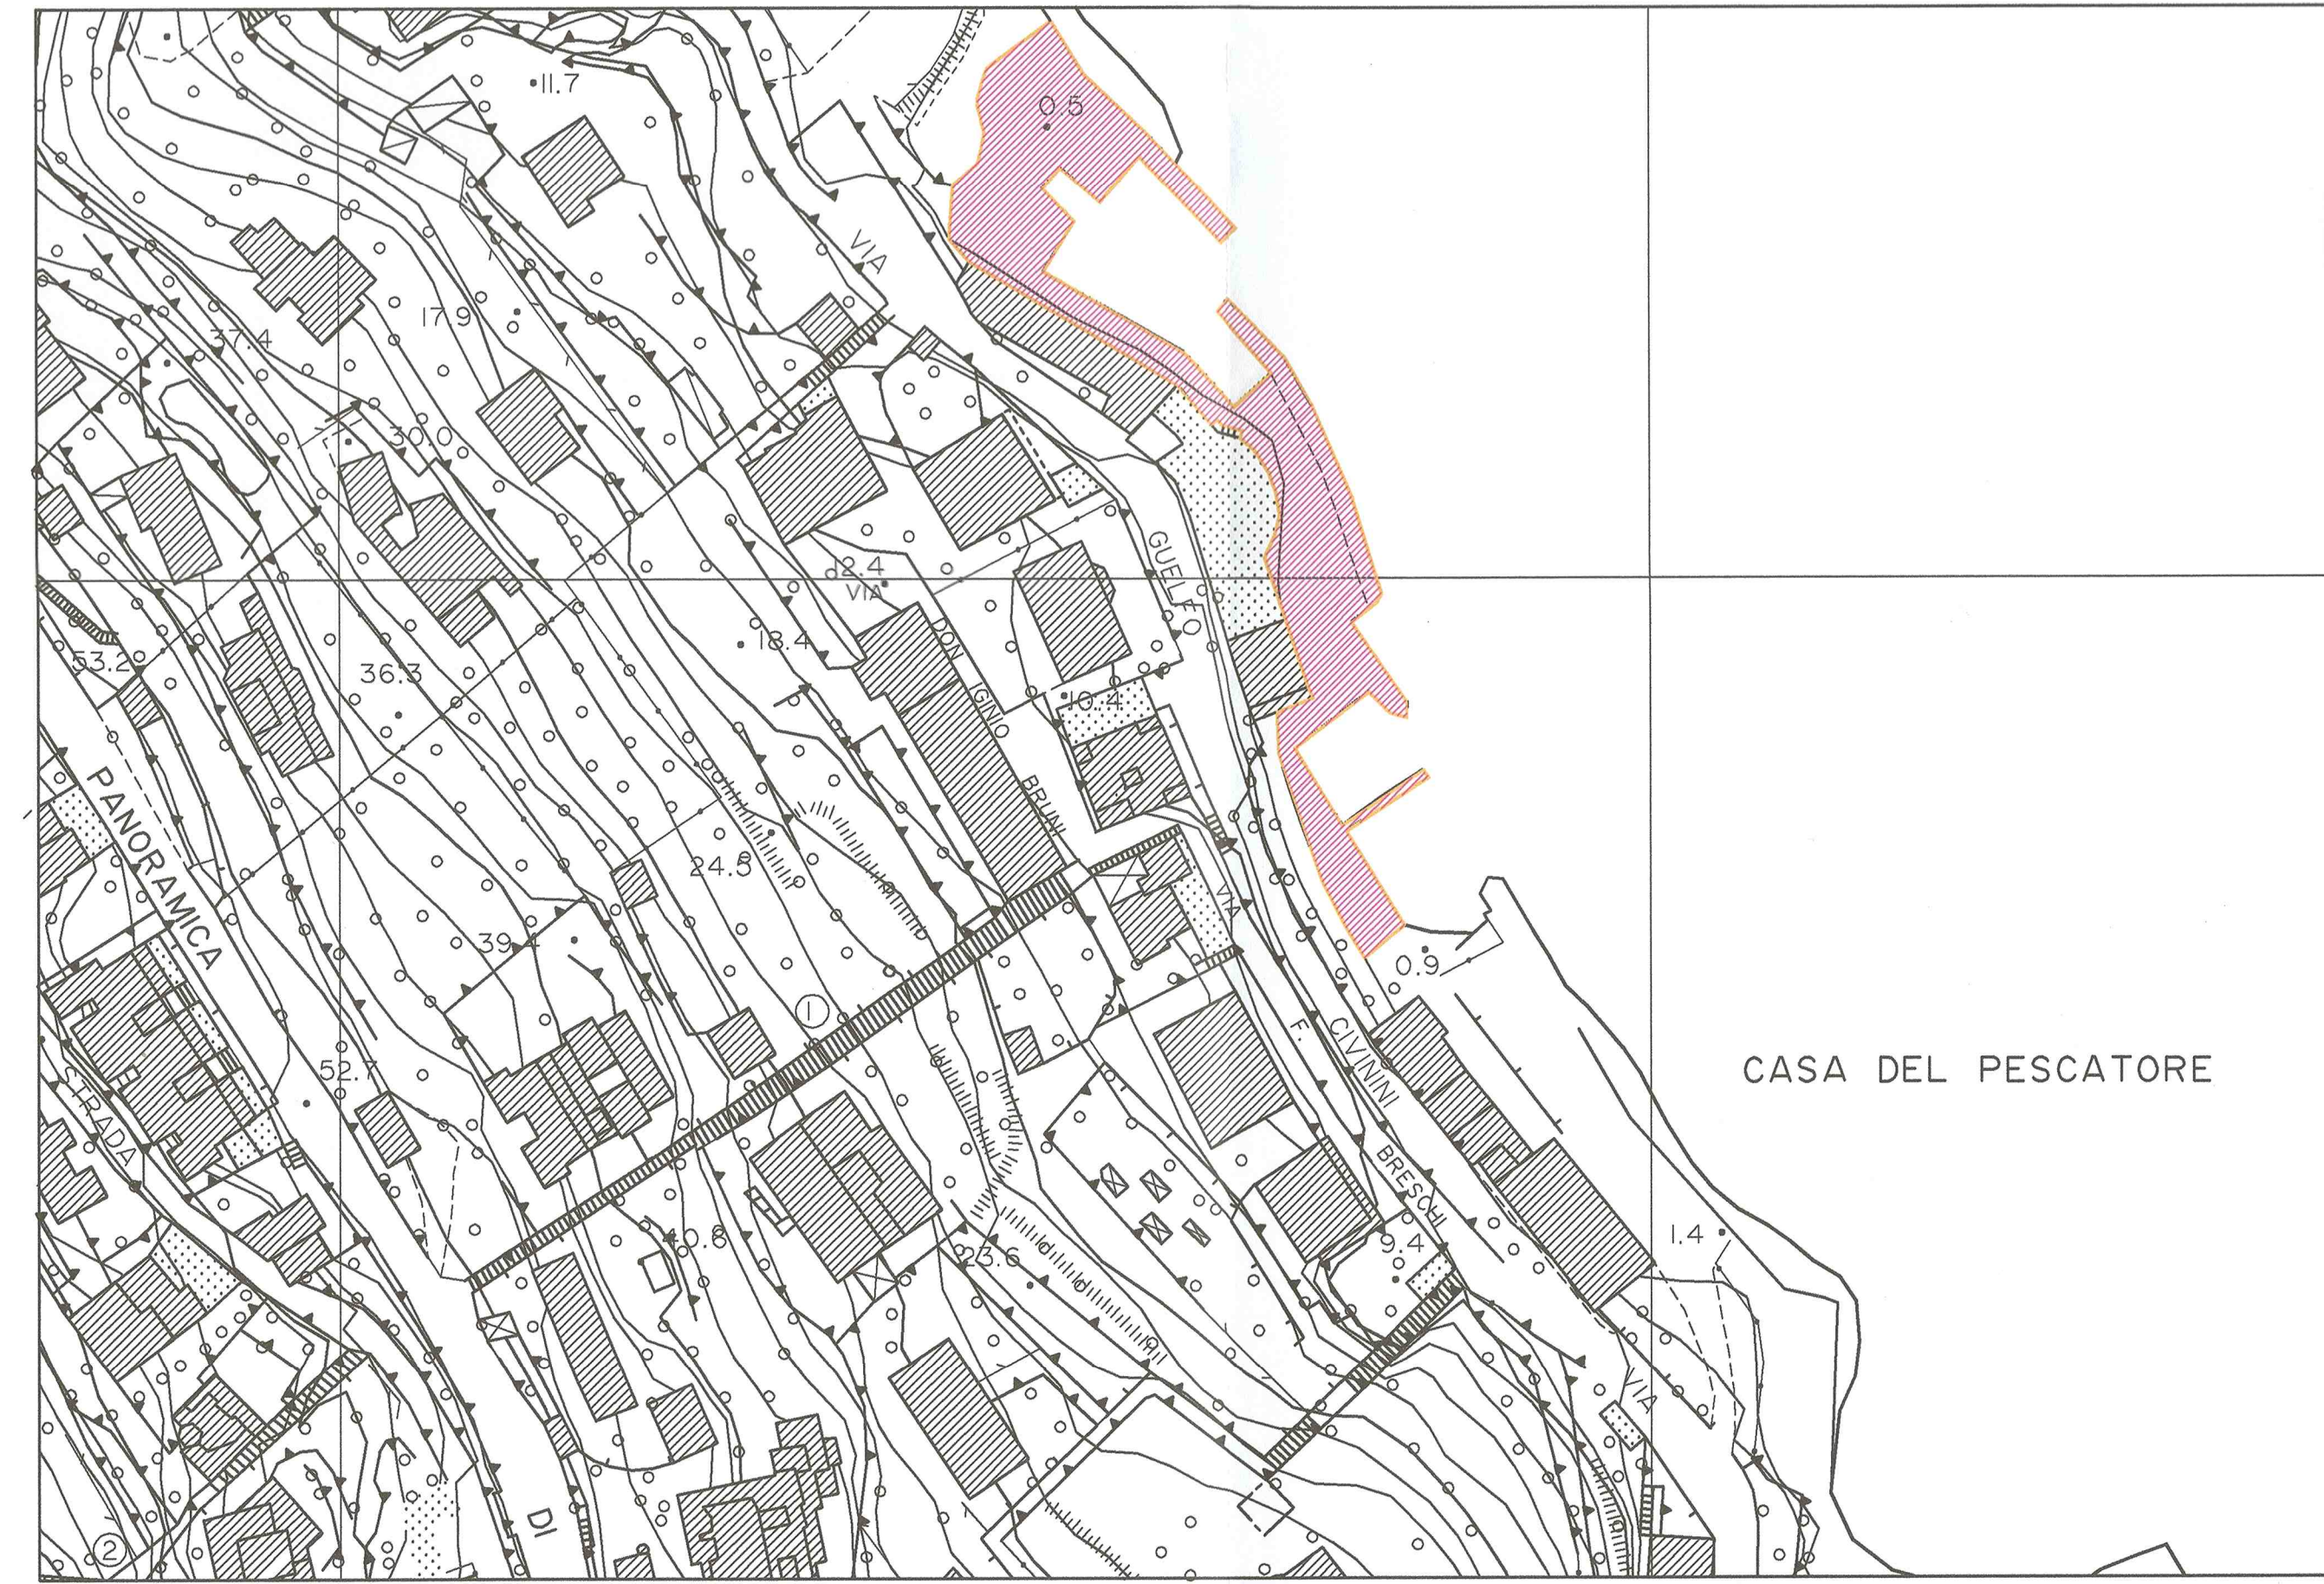 11.7
0.5
VIA
17.9
37.4
30.0
GUELFO
12.4
VIA
53.2
36.3
18.4
DON IGINIO BRUNI
10.4
PANORAMICA
24.5
VIA
39.4
0.9
1
F. BRESCHI
CIVININI
52.7
CASA DEL PESCATORE
STRADA
40.8
23.6
9.4
1.4
VIA
DI
2